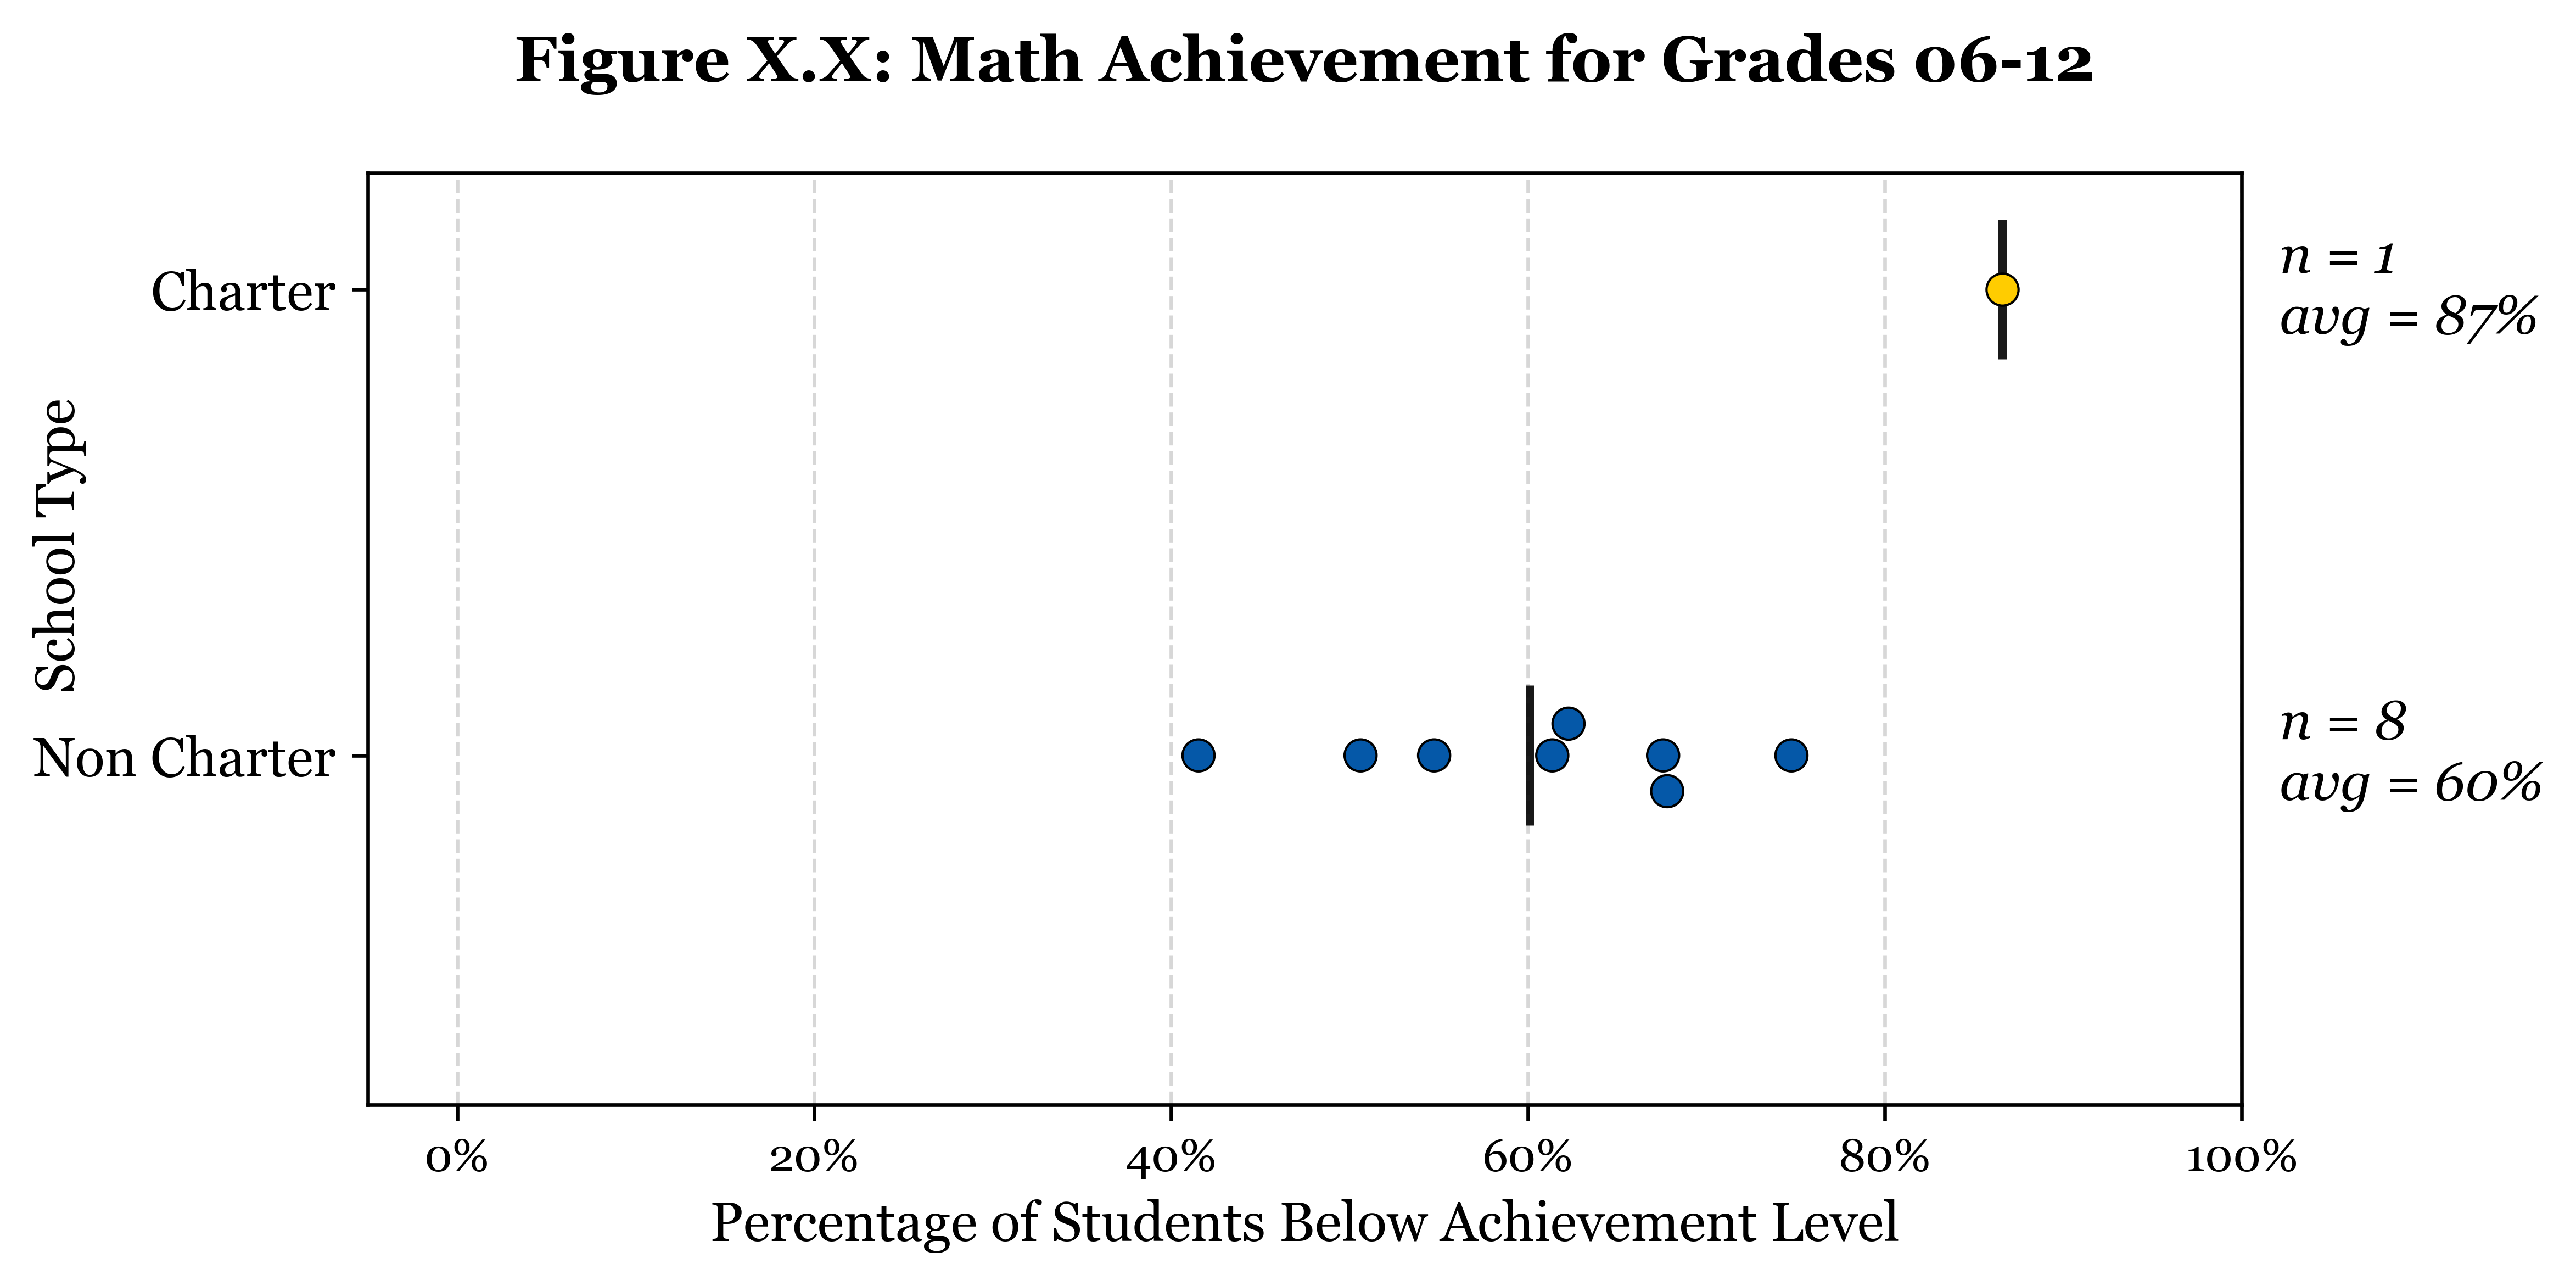 Figure X.X: Math Achievement for Grades 06-12
School Type
Charter
n = 1
avg = 87%
Non Charter
n = 8
avg = 60%
0% 20% 40% 60% 80% 100%
Percentage of Students Below Achievement Level